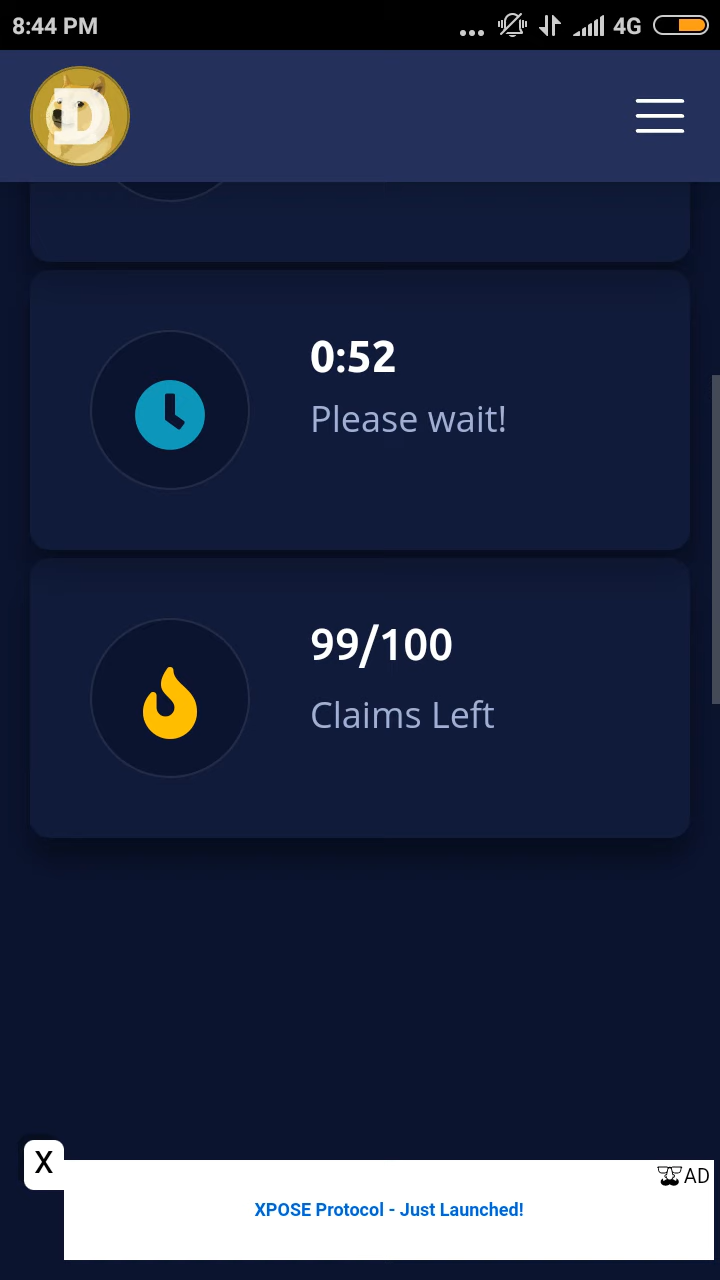 8:44 PM
4G
D
0:52
Please wait!
99/100
Claims Left
X
AD
XPOSE Protocol - Just Launched!